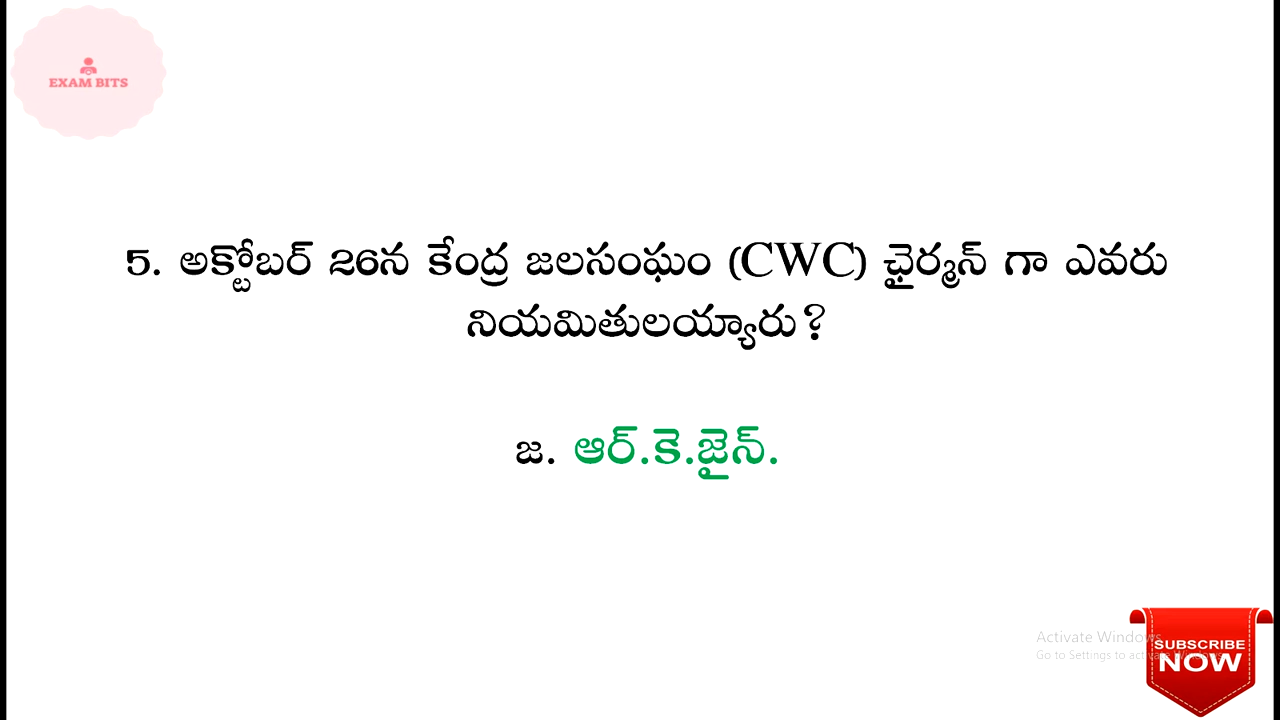 EXAM BITS
5. అక్టోబర్ 26న కేంద్ర జలసంఘం (CWC) ఛైర్మన్ గా ఎవరు
నియమితులయ్యారు?
జ. ఆర్.కె.జైన్.
Activate Windows
Go to Settings to activate Windows.
SUBSCRIBE
NOW